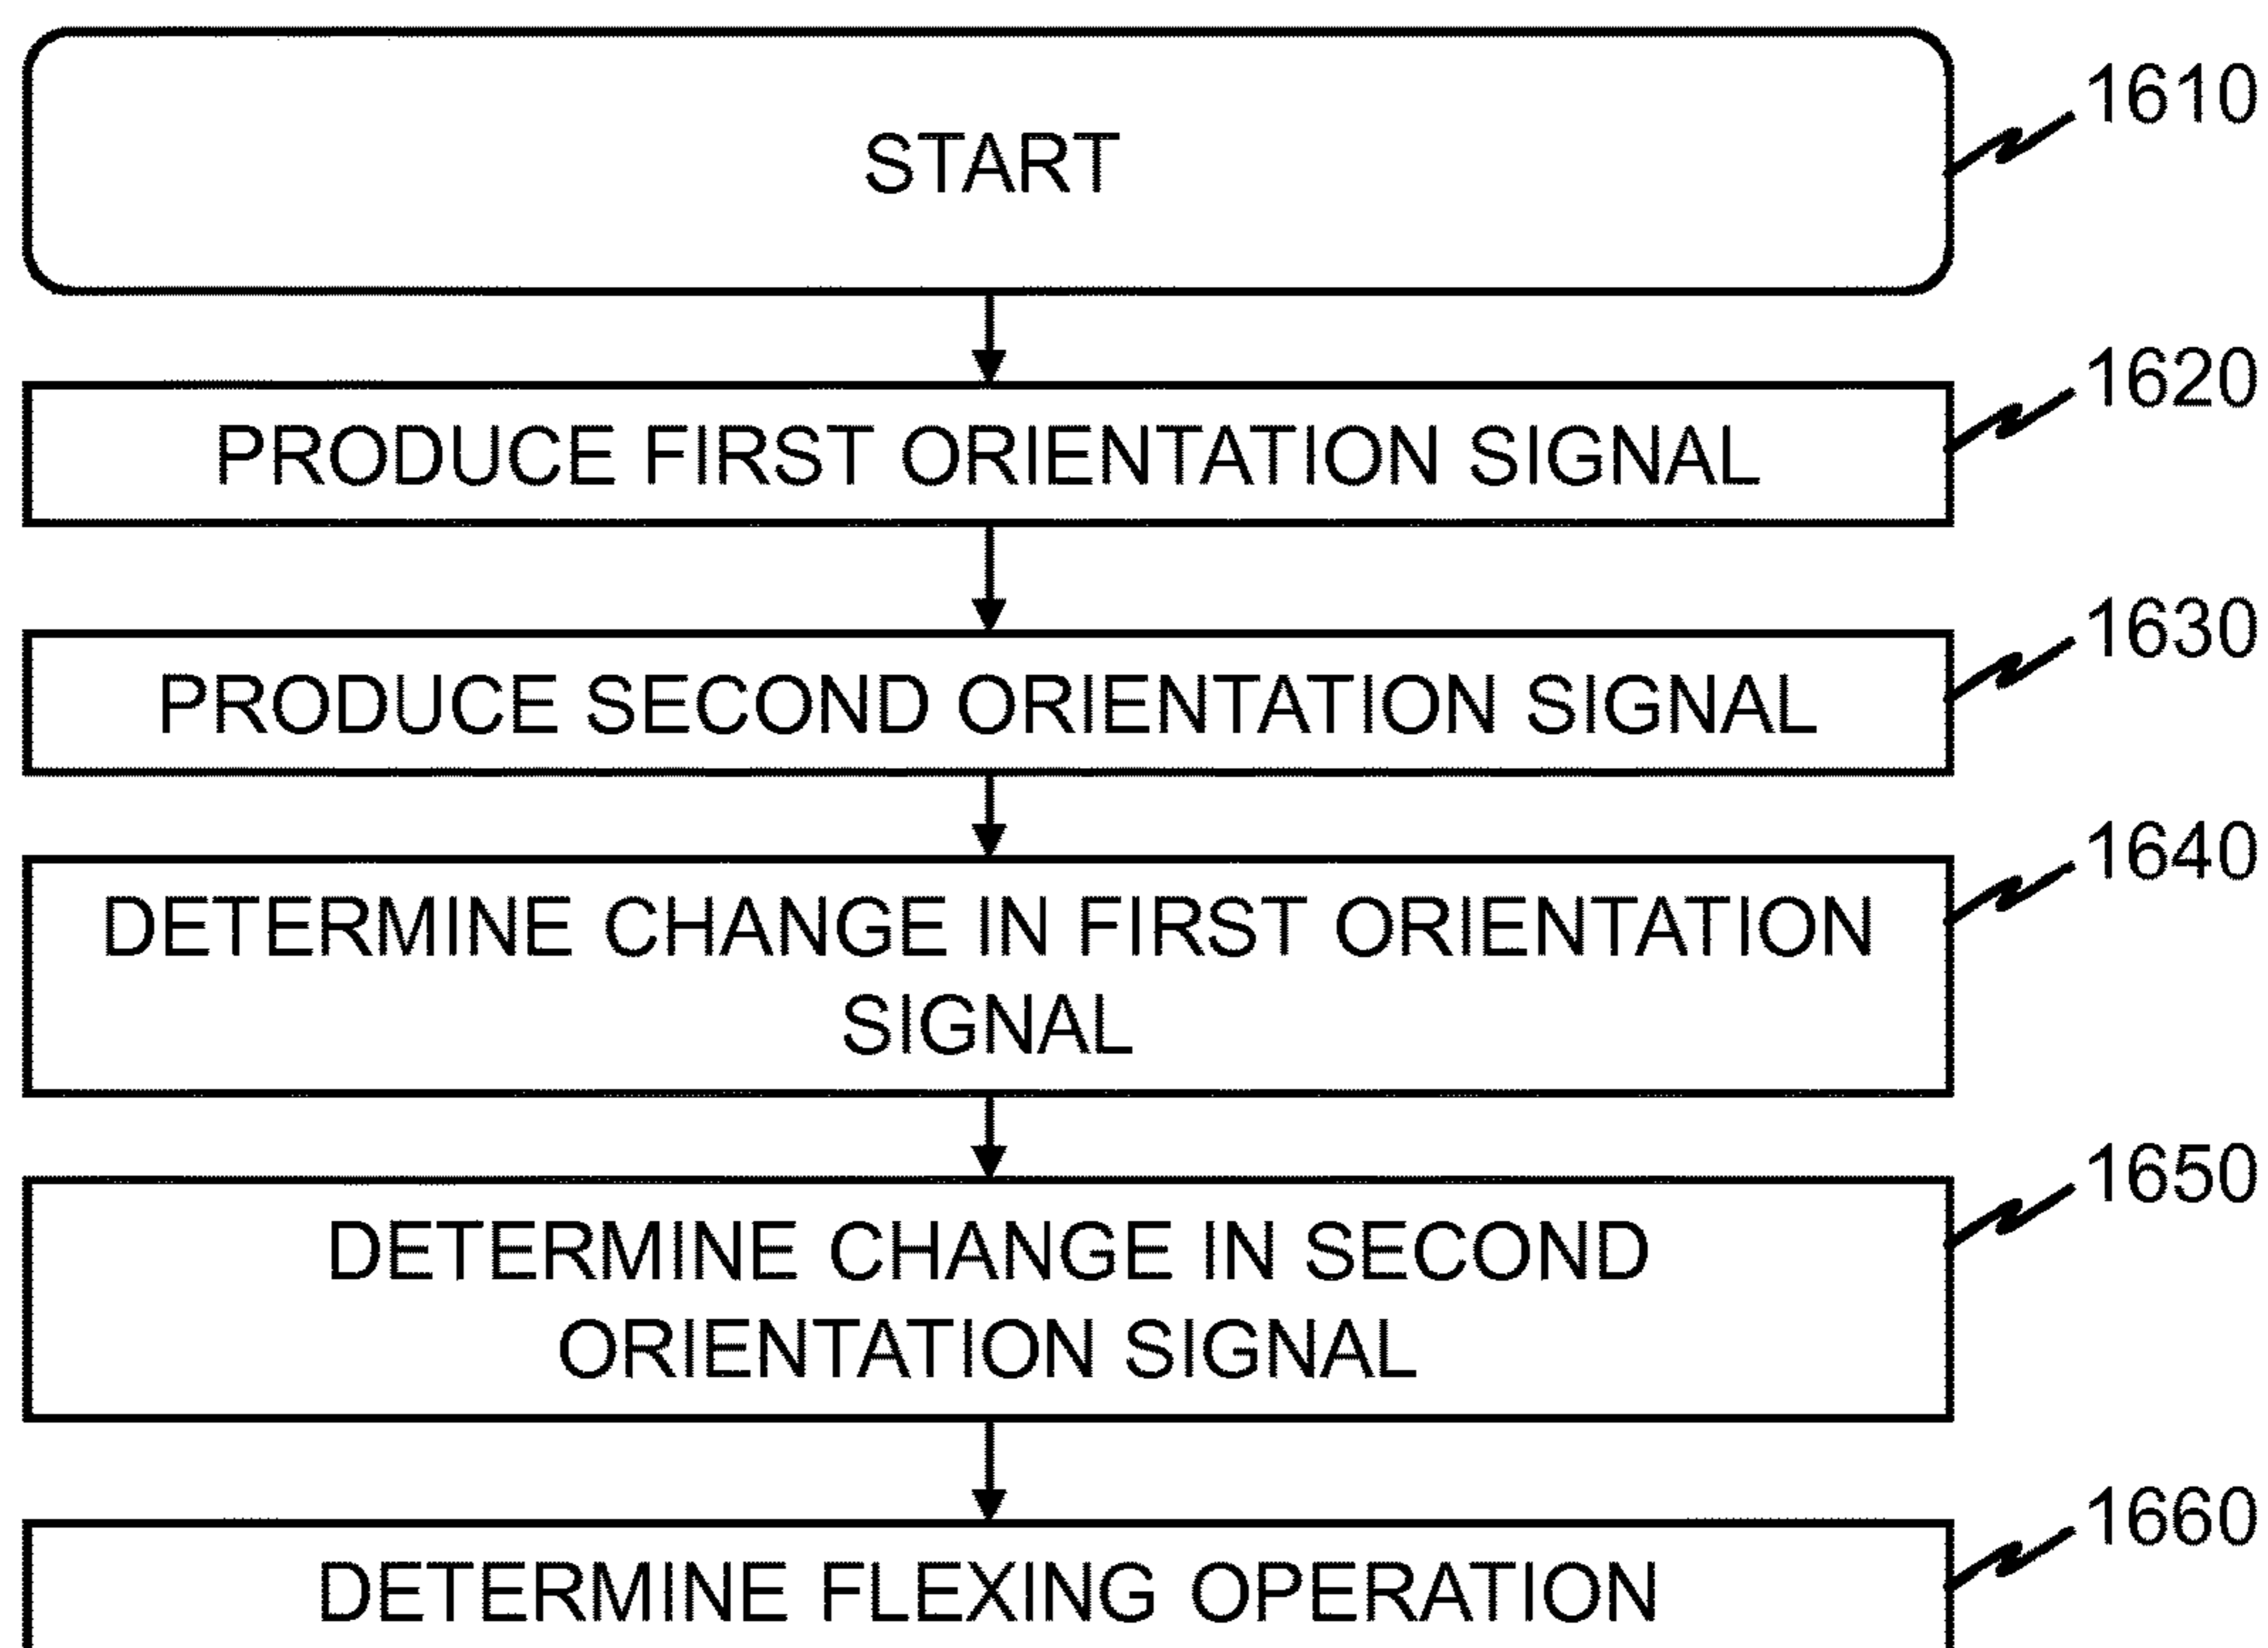 START
1610
PRODUCE FIRST ORIENTATION SIGNAL
1620
PRODUCE SECOND ORIENTATION SIGNAL
1630
DETERMINE CHANGE IN FIRST ORIENTATION
SIGNAL
1640
DETERMINE CHANGE IN SECOND
ORIENTATION SIGNAL
1650
DETERMINE FLEXING OPERATION
1660